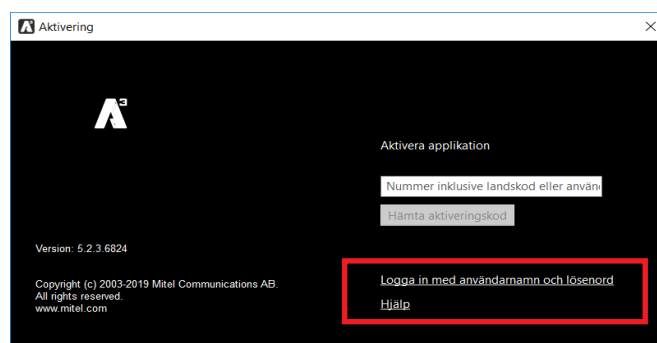 Aktivering
Aktivera applikation
Nummer inklusive landskod eller använ
Hämta aktiveringskod
Version: 5.2.3.6824
Copyright (c) 2003-2019 Mitel Communications AB.
All rights reserved.
www.mitel.com
Logga in med användarnamn och lösenord
Hjälp